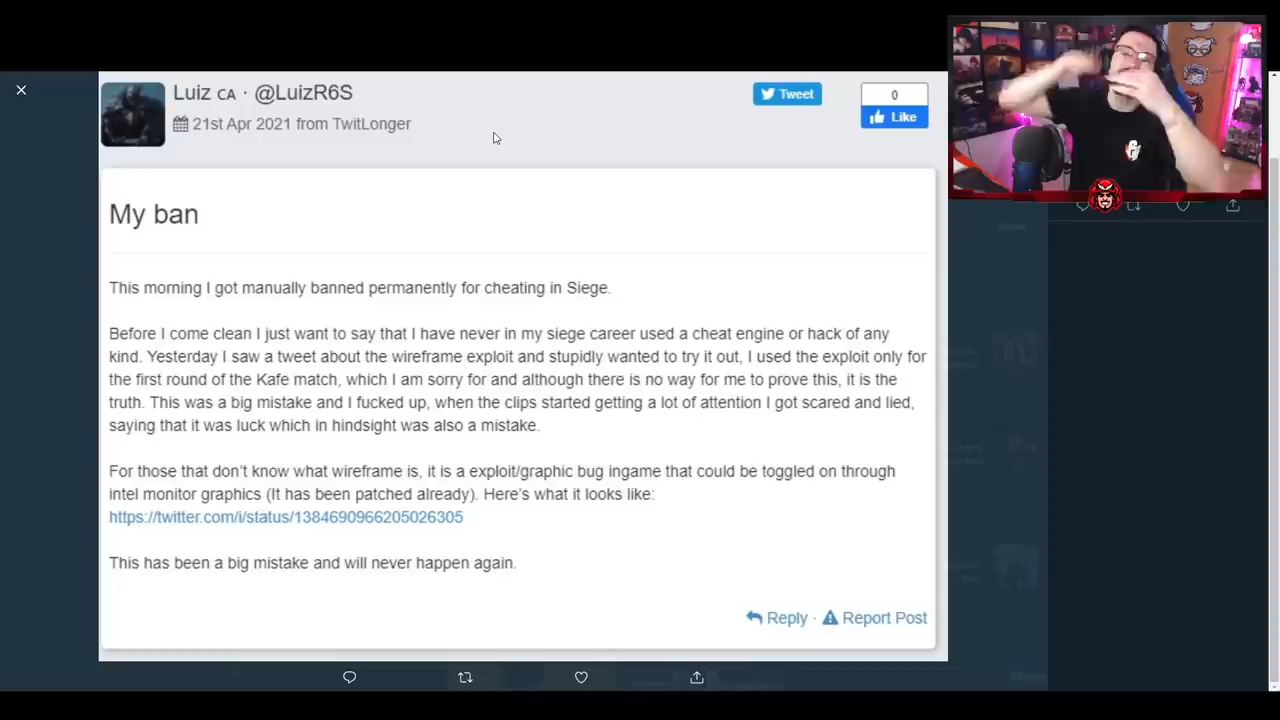 Luiz CA · @LuizR6S
21st Apr 2021 from TwitLonger
Tweet
0
Like
My ban
This morning I got manually banned permanently for cheating in Siege.
Before I come clean I just want to say that I have never in my siege career used a cheat engine or hack of any
kind. Yesterday I saw a tweet about the wireframe exploit and stupidly wanted to try it out, I used the exploit only for
the first round of the Kafe match, which I am sorry for and although there is no way for me to prove this, it is the
truth. This was a big mistake and I fucked up, when the clips started getting a lot of attention I got scared and lied,
saying that it was luck which in hindsight was also a mistake.
For those that don't know what wireframe is, it is a exploit/graphic bug ingame that could be toggled on through
intel monitor graphics (It has been patched already). Here's what it looks like:
https://twitter.com/i/status/1384690966205026305
This has been a big mistake and will never happen again.
Reply · Report Post